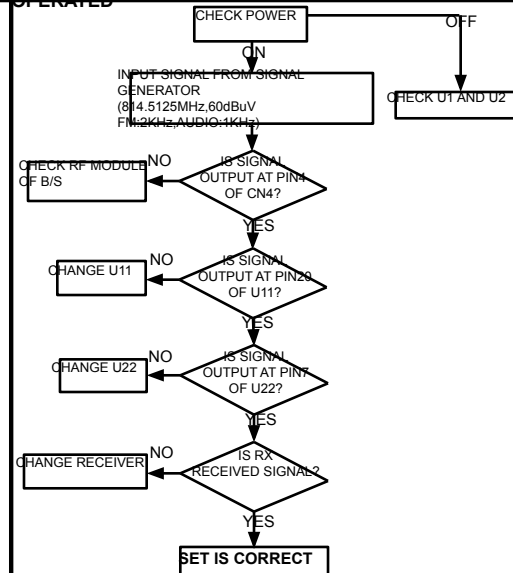 OPERATED
CHECK POWER
OFF
ON
INPUT SIGNAL FROM SIGNAL
GENERATOR
(814.5125MHz,60dBuV
FM:2KHz,AUDIO:1KHz)
CHECK U1 AND U2
IS SIGNAL
OUTPUT AT PIN4
OF CN4?
NO
CHECK RF MODULE
OF B/S
YES
IS SIGNAL
OUTPUT AT PIN20
OF U11?
NO
CHANGE U11
YES
IS SIGNAL
OUTPUT AT PIN7
OF U22?
NO
CHANGE U22
YES
IS RX
RECEIVED SIGNAL?
NO
CHANGE RECEIVER
YES
SET IS CORRECT